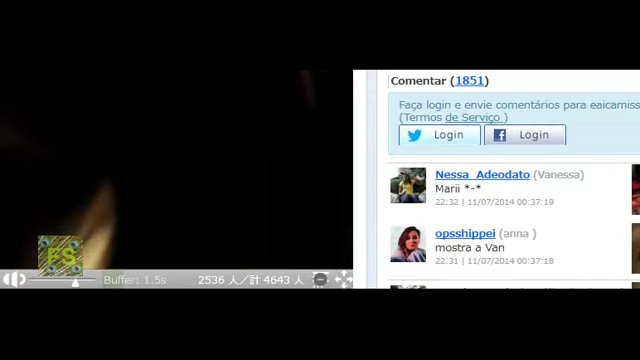 Comentar (1851)
Faça login e envie comentários para eaicamiss
(Termos de Serviço )
Login
Login
Nessa_Adeodato (Vanessa)
Marii *-*
22:32 | 11/07/2014 00:37:19
opsshippei (anna )
mostra a Van
22:31 | 11/07/2014 00:37:18
FS
Buffer: 1.5s
2536 人／計 4643 人